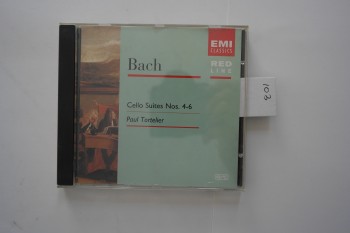 EMI
CLASSICS
Bach
RED
LINE
Cello Suites Nos. 4-6
Paul Tortelier
103